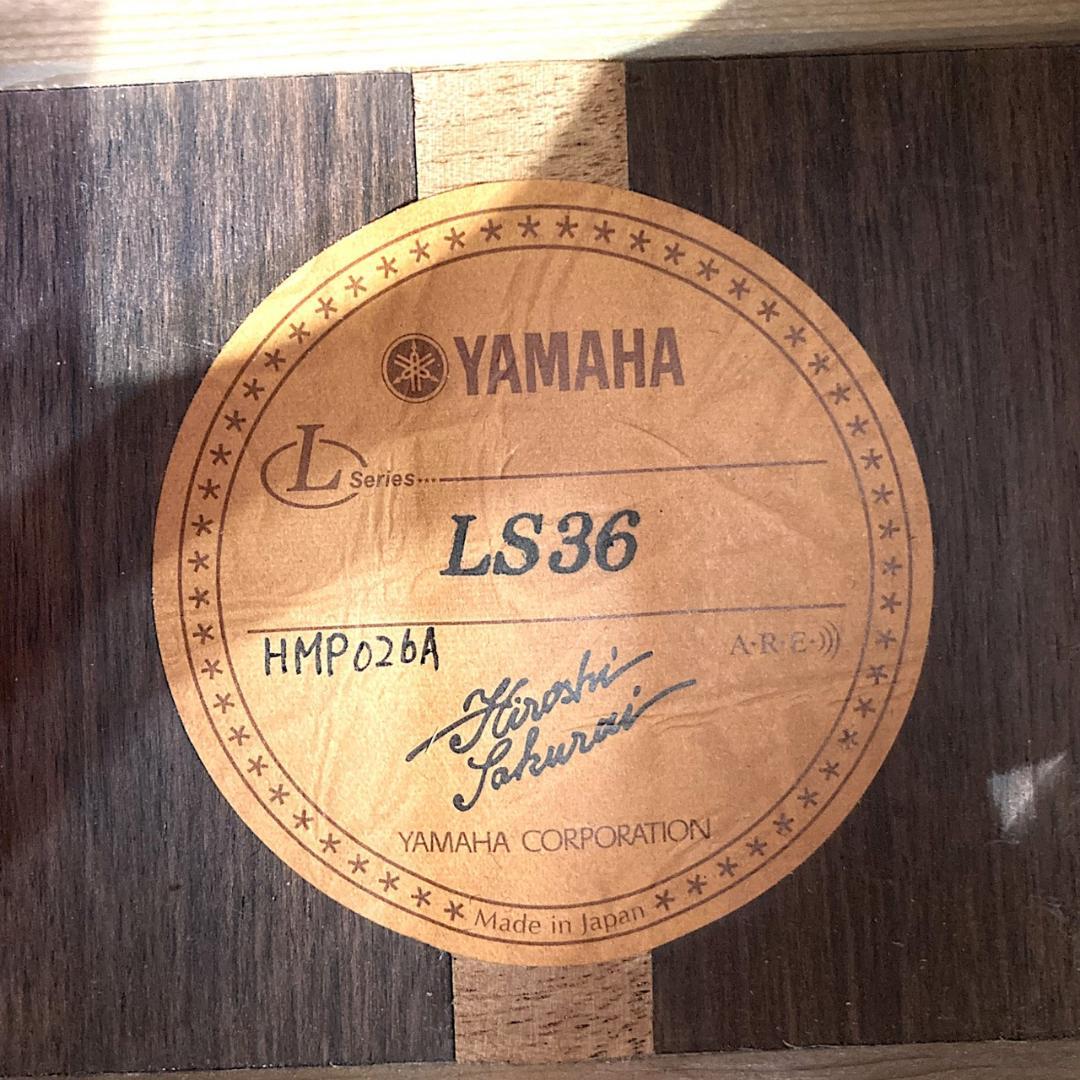 YAMAHA
L Series...
LS36
HMP026A
A·R·E·)))
Hiroshi
Sakurai
YAMAHA CORPORATION
Made in Japan